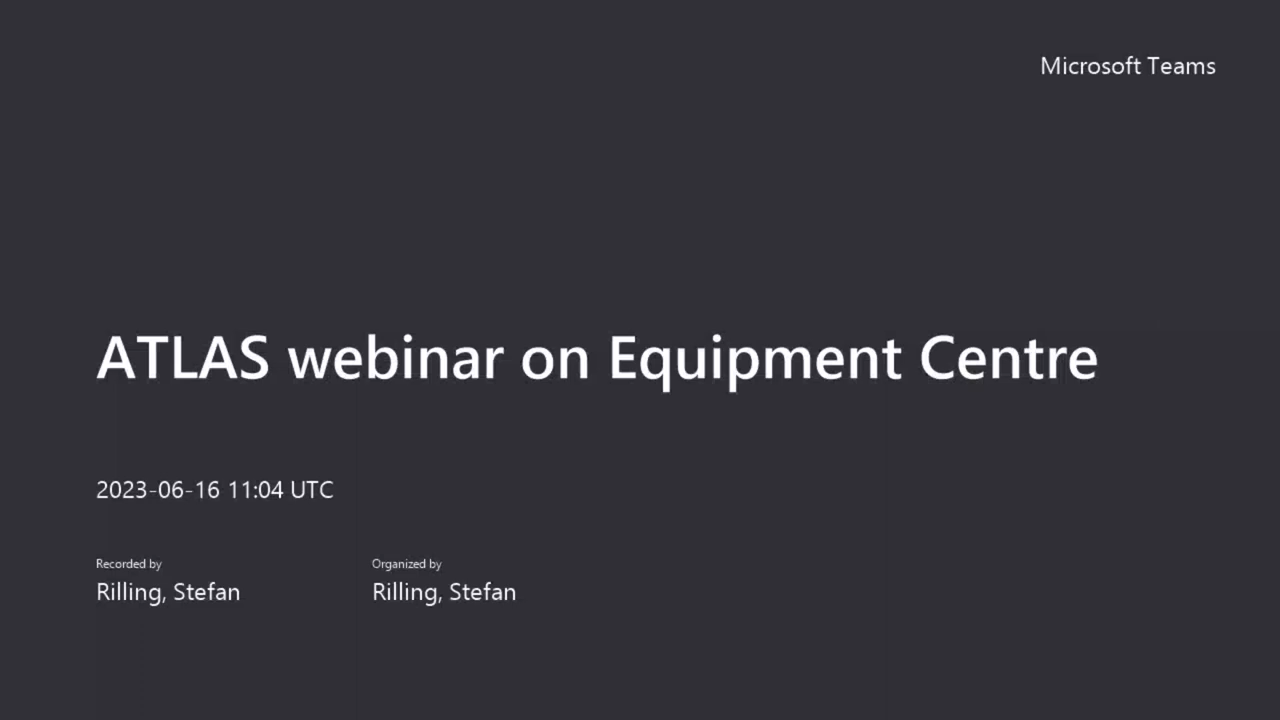 Microsoft Teams
ATLAS webinar on Equipment Centre
2023-06-16 11:04 UTC
Recorded by
Rilling, Stefan
Organized by
Rilling, Stefan